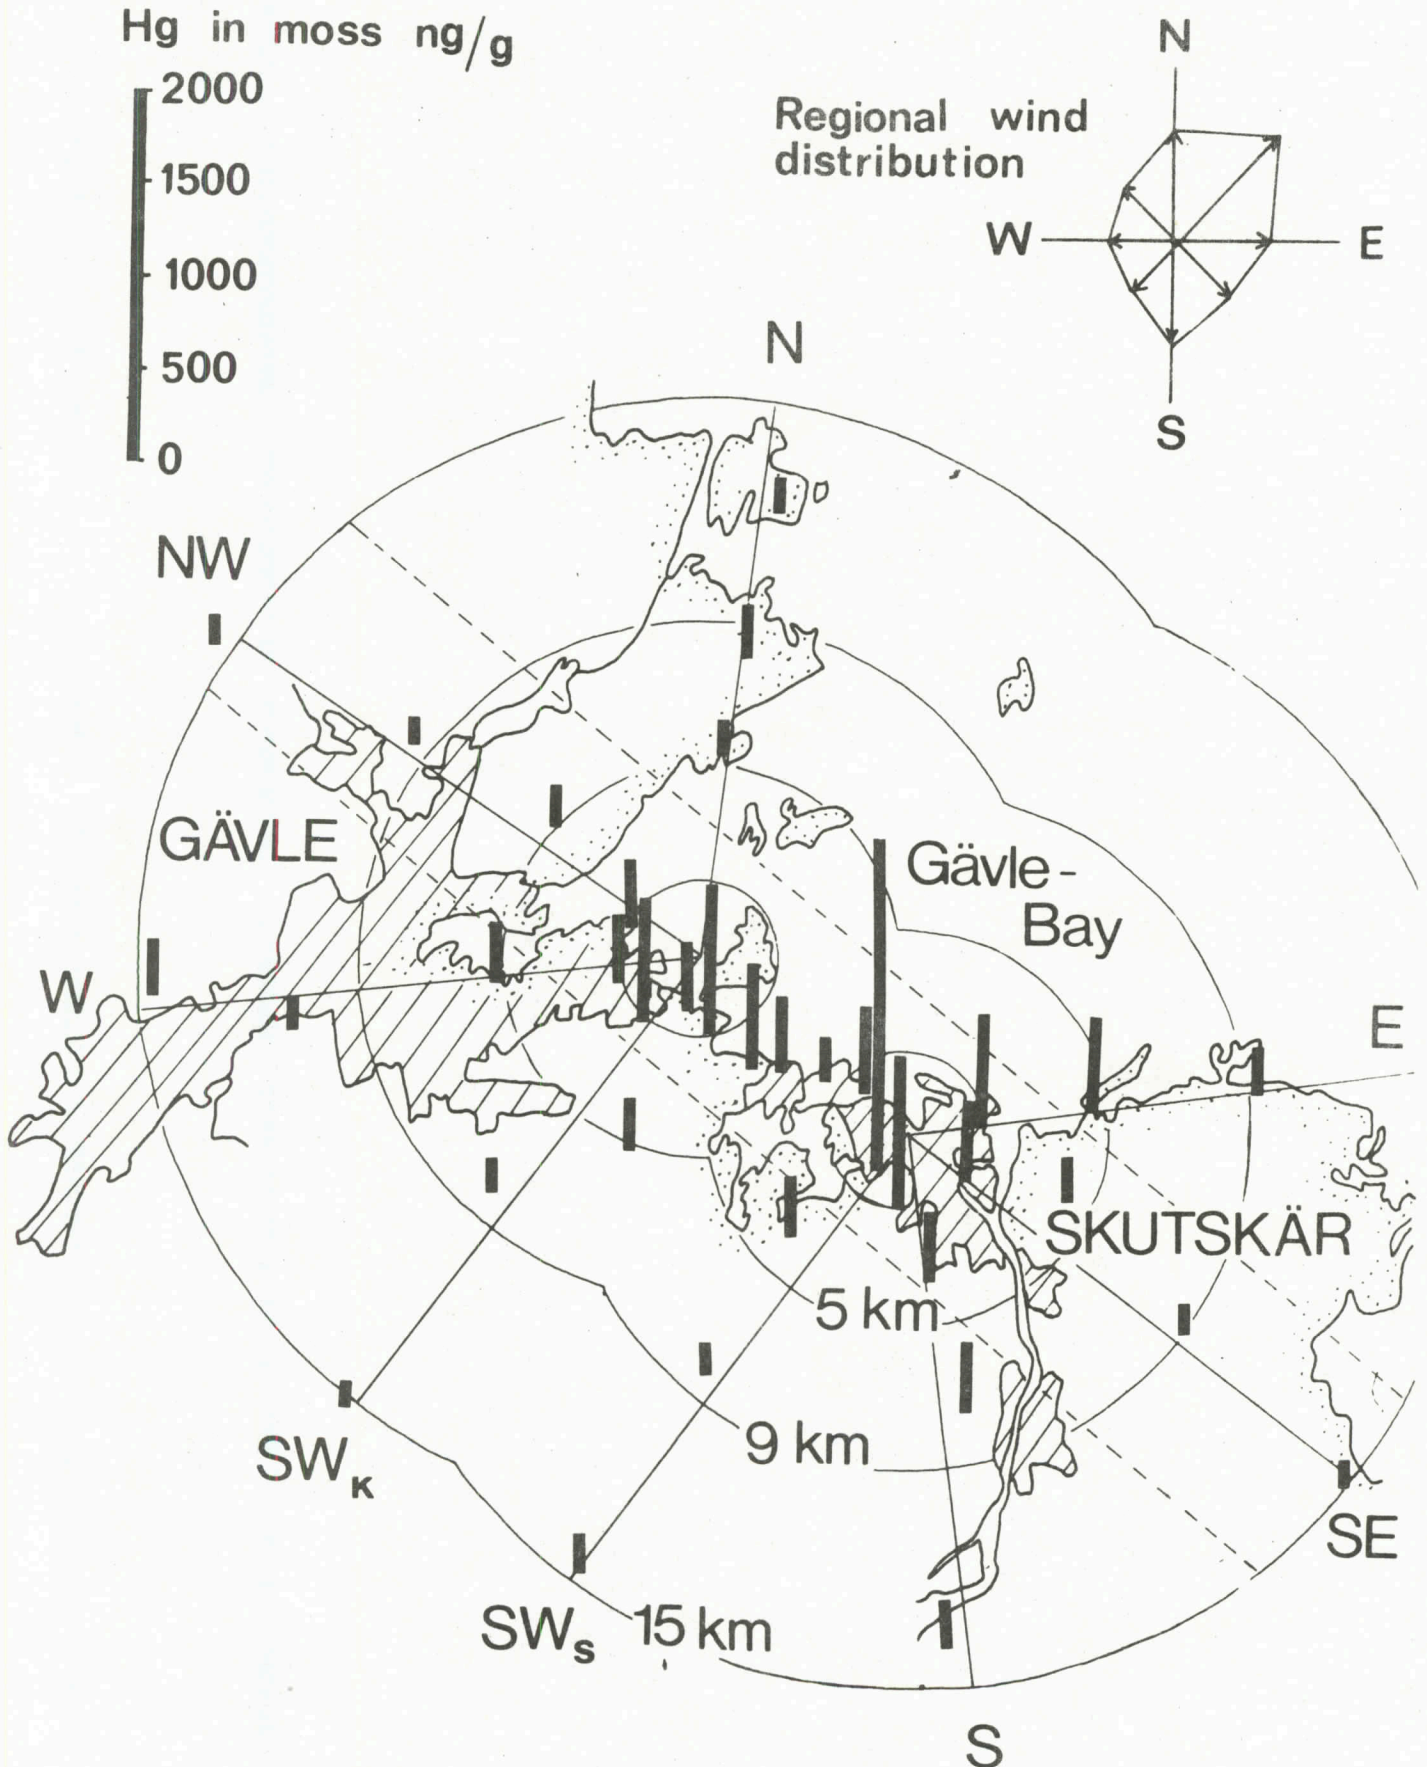 Hg in moss ng/g
2000
1500
1000
500
0
N
Regional wind
distribution
W
E
S
N
NW
GÄVLE
Gävle-
Bay
W
E
SKUTSKÄR
5 km
9 km
SWK
SE
SWS
15 km
S